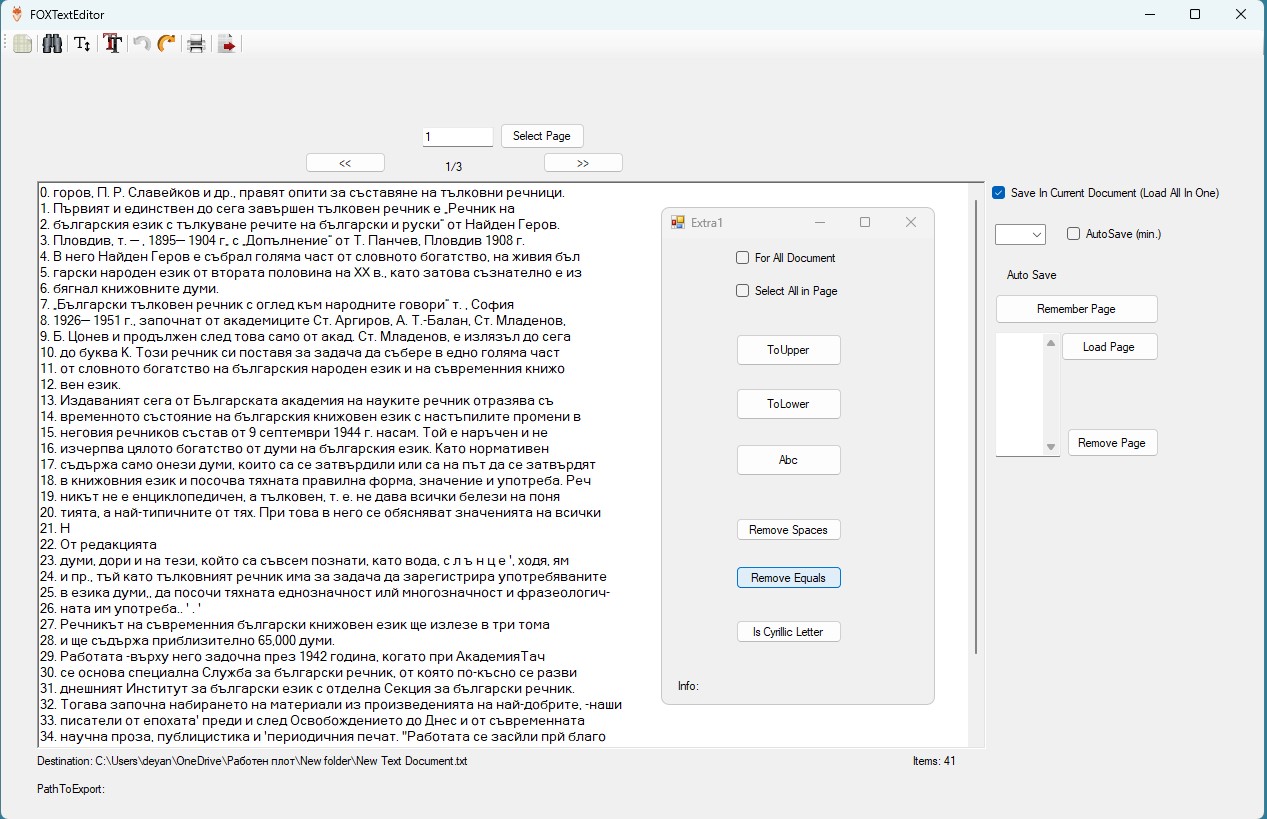 FOXTextEditor
1
Select Page
<<
1/3
>>
0. горов, П. Р. Славейков и др., правят опити за съставяне на тълковни речници.
1. Първият и единствен до сега завършен тълковен речник е „Речник на
2. българския език с тълкуване речите на български и руски" от Найден Геров.
3. Пловдив, т. — , 1895— 1904 г„ с „Допълнение" от Т. Панчев, Пловдив 1908 г.
4. В него Найден Геров е събрал голяма част от словното богатство, на живия бъл
5. гарски народен език от втората половина на XX в., като затова съзнателно е из
6. бягнал книжовните думи.
7. „Български тълковен речник с оглед към народните говори" т. , София
8. 1926— 1951 г., започнат от академиците Ст. Аргиров, А. Т.-Балан, Ст. Младенов,
9. Б. Цонев и продължен след това само от акад. Ст. Младенов, е излязъл до сега
10. до буква К. Този речник си поставя за задача да събере в едно голяма част
11. от словното богатство на българския народен език и на съвременния книжо
12. вен език.
13. Издаваният сега от Българската академия на науките речник отразява съ
14. временното състояние на българския книжовен език с настъпилите промени в
15. неговия речников състав от 9 септември 1944 г. насам. Той е наръчен и не
16. изчерпва цялото богатство от думи на българския език. Като нормативен
17. съдържа само онези думи, които са се затвърдили или са на път да се затвърдят
18. в книжовния език и посочва тяхната правилна форма, значение и употреба. Реч
19. никът не е енциклопедичен, а тълковен, т. е. не дава всички белези на поня
20. тията, а най-типичните от тях. При това в него се обясняват значенията на всички
21. Н
22. От редакцията
23. думи, дори и на тези, който са съвсем познати, като вода, с л ъ н ц е ', ходя, ям
24. и пр., тъй като тълковният речник има за задача да зарегистрира употребяваните
25. в езика думи,, да посочи тяхната еднозначност илй многозначност и фразеологич-
26. ната им употреба.. ' . '
27. Речникът на съвременния български книжовен език ще излезе в три тома
28. и ще съдържа приблизително 65,000 думи.
29. Работата -върху него задочна през 1942 година, когато при АкадемияТач
30. се основа специална Служба за български речник, от която по-късно се разви
31. днешният Институт за български език с отделна Секция за български речник.
32. Тогава започна набирането на материали из произведенията на най-добрите, -наши
33. писатели от епохата' преди и след Освобождението до Днес и от съвременната
34. научна проза, публицистика и 'периодичния печат. "Работата се засйли прй благо
Extra1
For All Document
Select All in Page
ToUpper
ToLower
Abc
Remove Spaces
Remove Equals
Is Cyrillic Letter
Info:
Save In Current Document (Load All In One)
AutoSave (min.)
Auto Save
Remember Page
Load Page
Remove Page
Destination: C:\Users\deyan\OneDrive\Работен плот\New folder\New Text Document.txt
Items: 41
PathToExport: